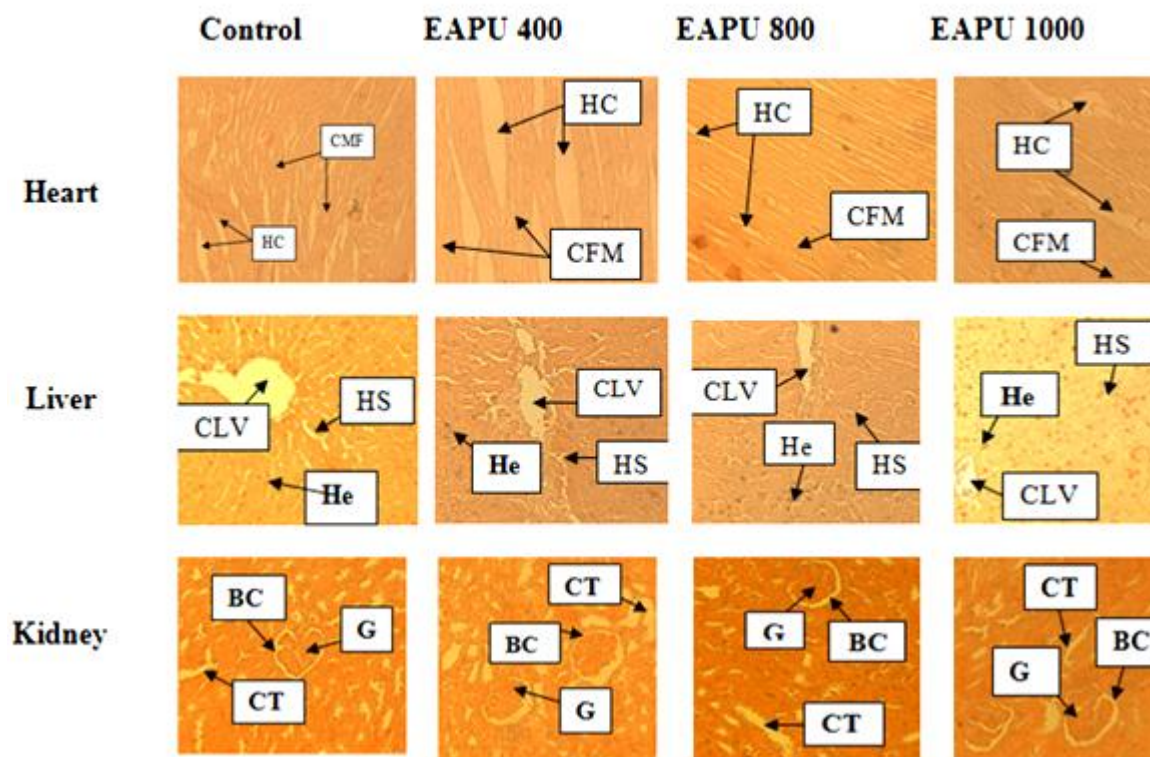 Control EAPU 400 EAPU 800 EAPU 1000
Heart
CMF
HC
HC
CFM
HC
CFM
HC
CFM
Liver
CLV
HS
He
CLV
He
HS
CLV
He
HS
HS
He
CLV
Kidney
BC
G
CT
CT
BC
G
G
BC
CT
CT
BC
G